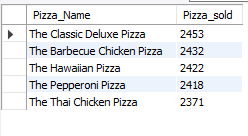 Pizza_Name Pizza_sold
The Classic Deluxe Pizza 2453
The Barbecue Chicken Pizza 2432
The Hawaiian Pizza 2422
The Pepperoni Pizza 2418
The Thai Chicken Pizza 2371